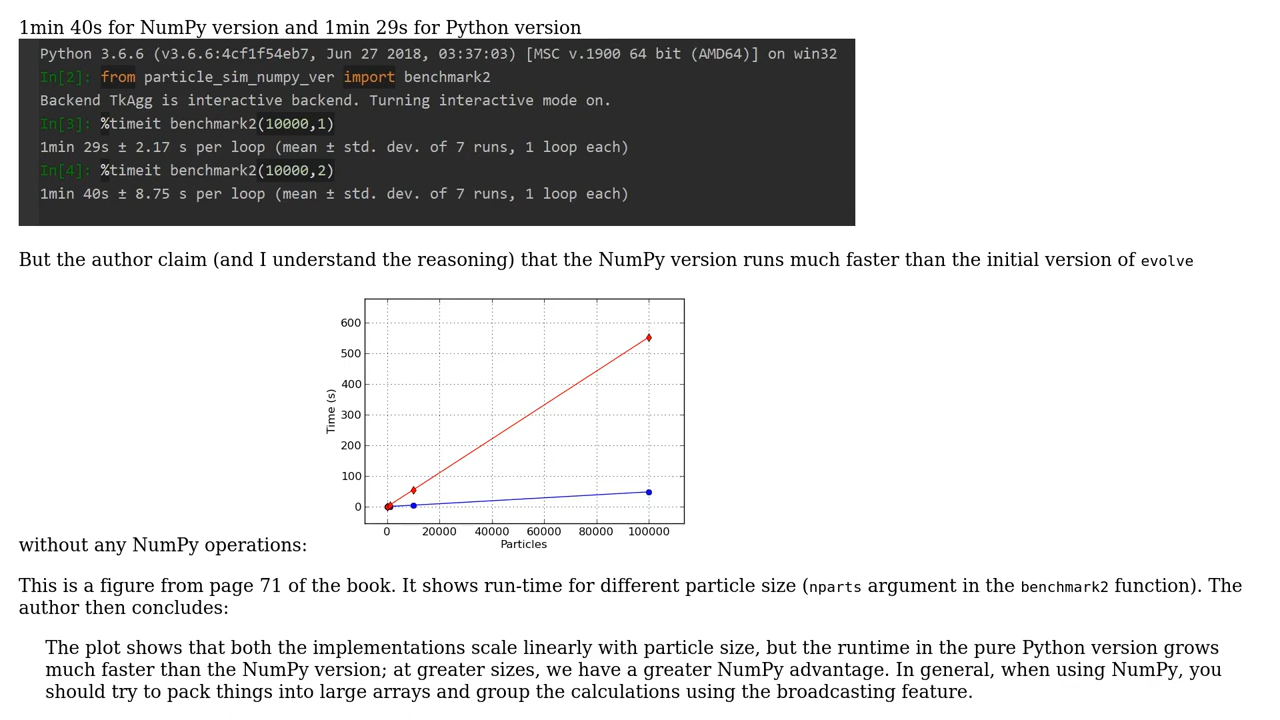 1min 40s for NumPy version and 1min 29s for Python version
Python 3.6.6 (v3.6.6:4cf1f54eb7, Jun 27 2018, 03:37:03) [MSC v.1900 64 bit (AMD64)] on win32
In[2]: from particle_sim_numpy_ver import benchmark2
Backend TkAgg is interactive backend. Turning interactive mode on.
In[3]: %timeit benchmark2(10000,1)
1min 29s ± 2.17 s per loop (mean ± std. dev. of 7 runs, 1 loop each)
In[4]: %timeit benchmark2(10000,2)
1min 40s ± 8.75 s per loop (mean ± std. dev. of 7 runs, 1 loop each)
But the author claim (and I understand the reasoning) that the NumPy version runs much faster than the initial version of evolve
600
500
400
300
200
100
0
Time (s)
0 20000 40000 60000 80000 100000
Particles
without any NumPy operations:
This is a figure from page 71 of the book. It shows run-time for different particle size (nparts argument in the benchmark2 function). The
author then concludes:
The plot shows that both the implementations scale linearly with particle size, but the runtime in the pure Python version grows
much faster than the NumPy version; at greater sizes, we have a greater NumPy advantage. In general, when using NumPy, you
should try to pack things into large arrays and group the calculations using the broadcasting feature.